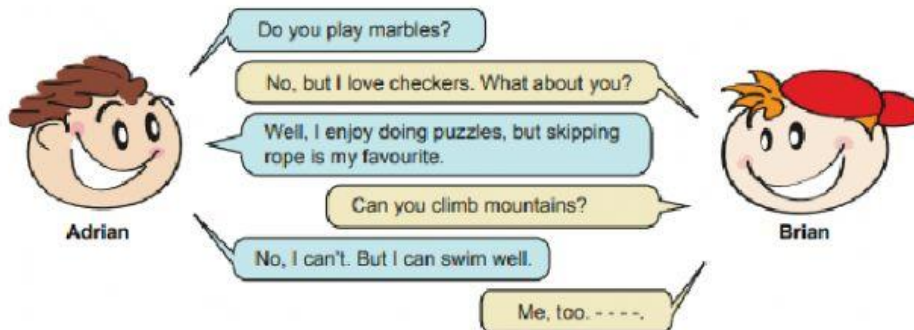 Do you play marbles?
No, but I love checkers. What about you?
Well, I enjoy doing puzzles, but skipping
rope is my favourite.
Can you climb mountains?
Adrian
Brian
No, I can't. But I can swim well.
Me, too. - - - -.